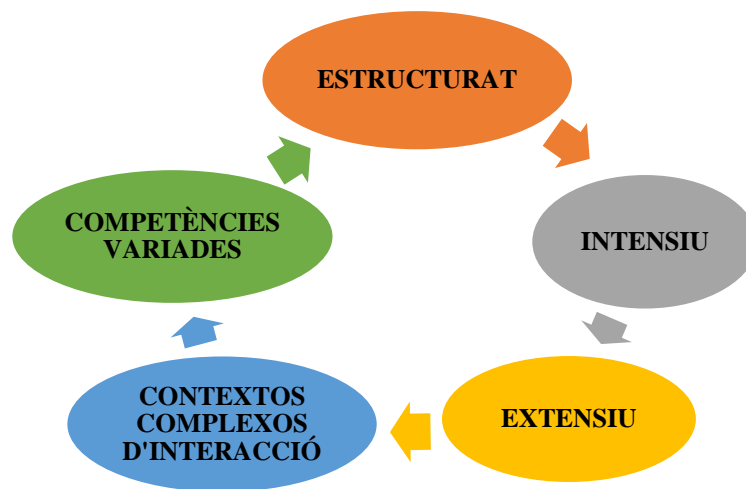 ESTRUCTURAT
INTENSIU
EXTENSIU
CONTEXTOS
COMPLEXOS
D'INTERACCIÓ
COMPETÈNCIES
VARIADES